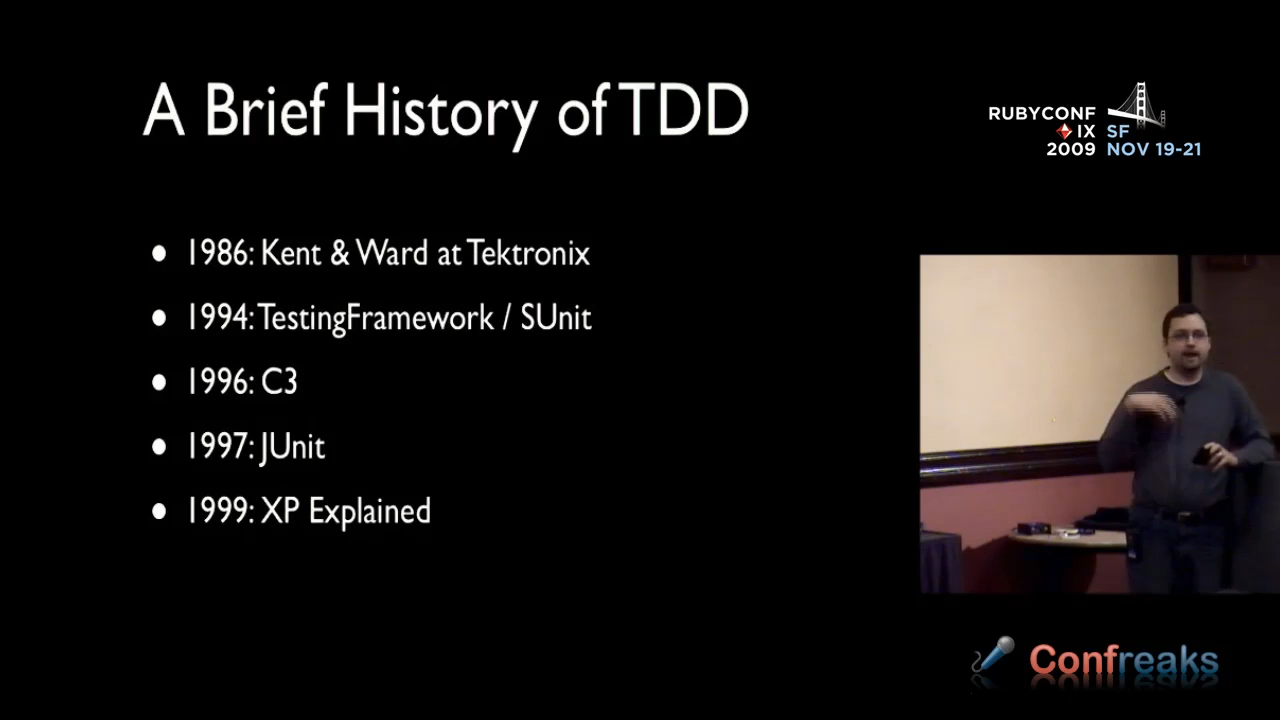 A Brief History of TDD
RUBYCONF
IX SF
2009 NOV 19-21
1986: Kent & Ward at Tektronix
1994: TestingFramework / SUnit
1996: C3
1997: JUnit
1999: XP Explained
Confreaks